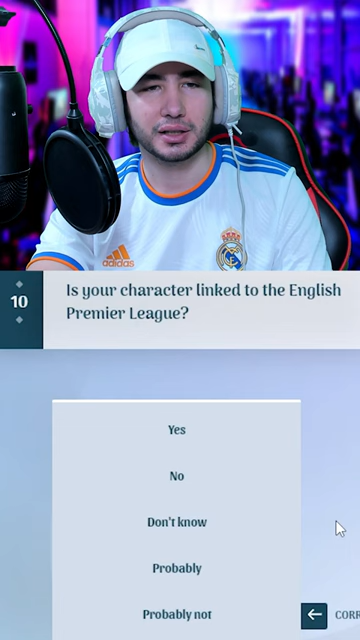 adidas
10
Is your character linked to the English
Premier League?
Yes
No
Don't know
Probably
Probably not
CORR